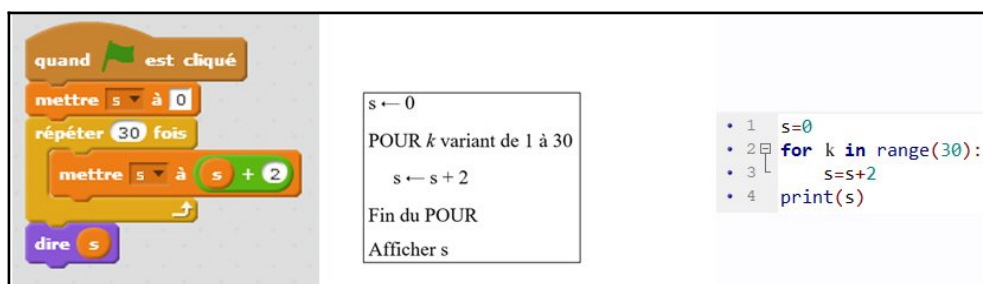 quand est cliqué
mettre s à 0
répéter 30 fois
mettre s à s + 2
dire s
s ← 0
POUR k variant de 1 à 30
s ← s + 2
Fin du POUR
Afficher s
1 s=0
2 for k in range(30):
3 s=s+2
4 print(s)